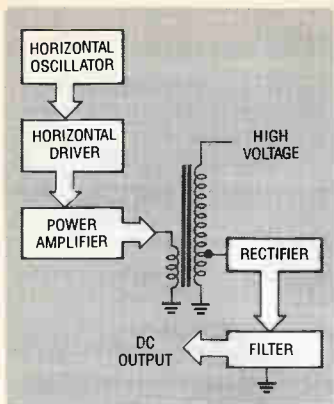 HORIZONTAL
OSCILLATOR
HORIZONTAL
DRIVER
HIGH
VOLTAGE
POWER
AMPLIFIER
RECTIFIER
DC
OUTPUT
FILTER